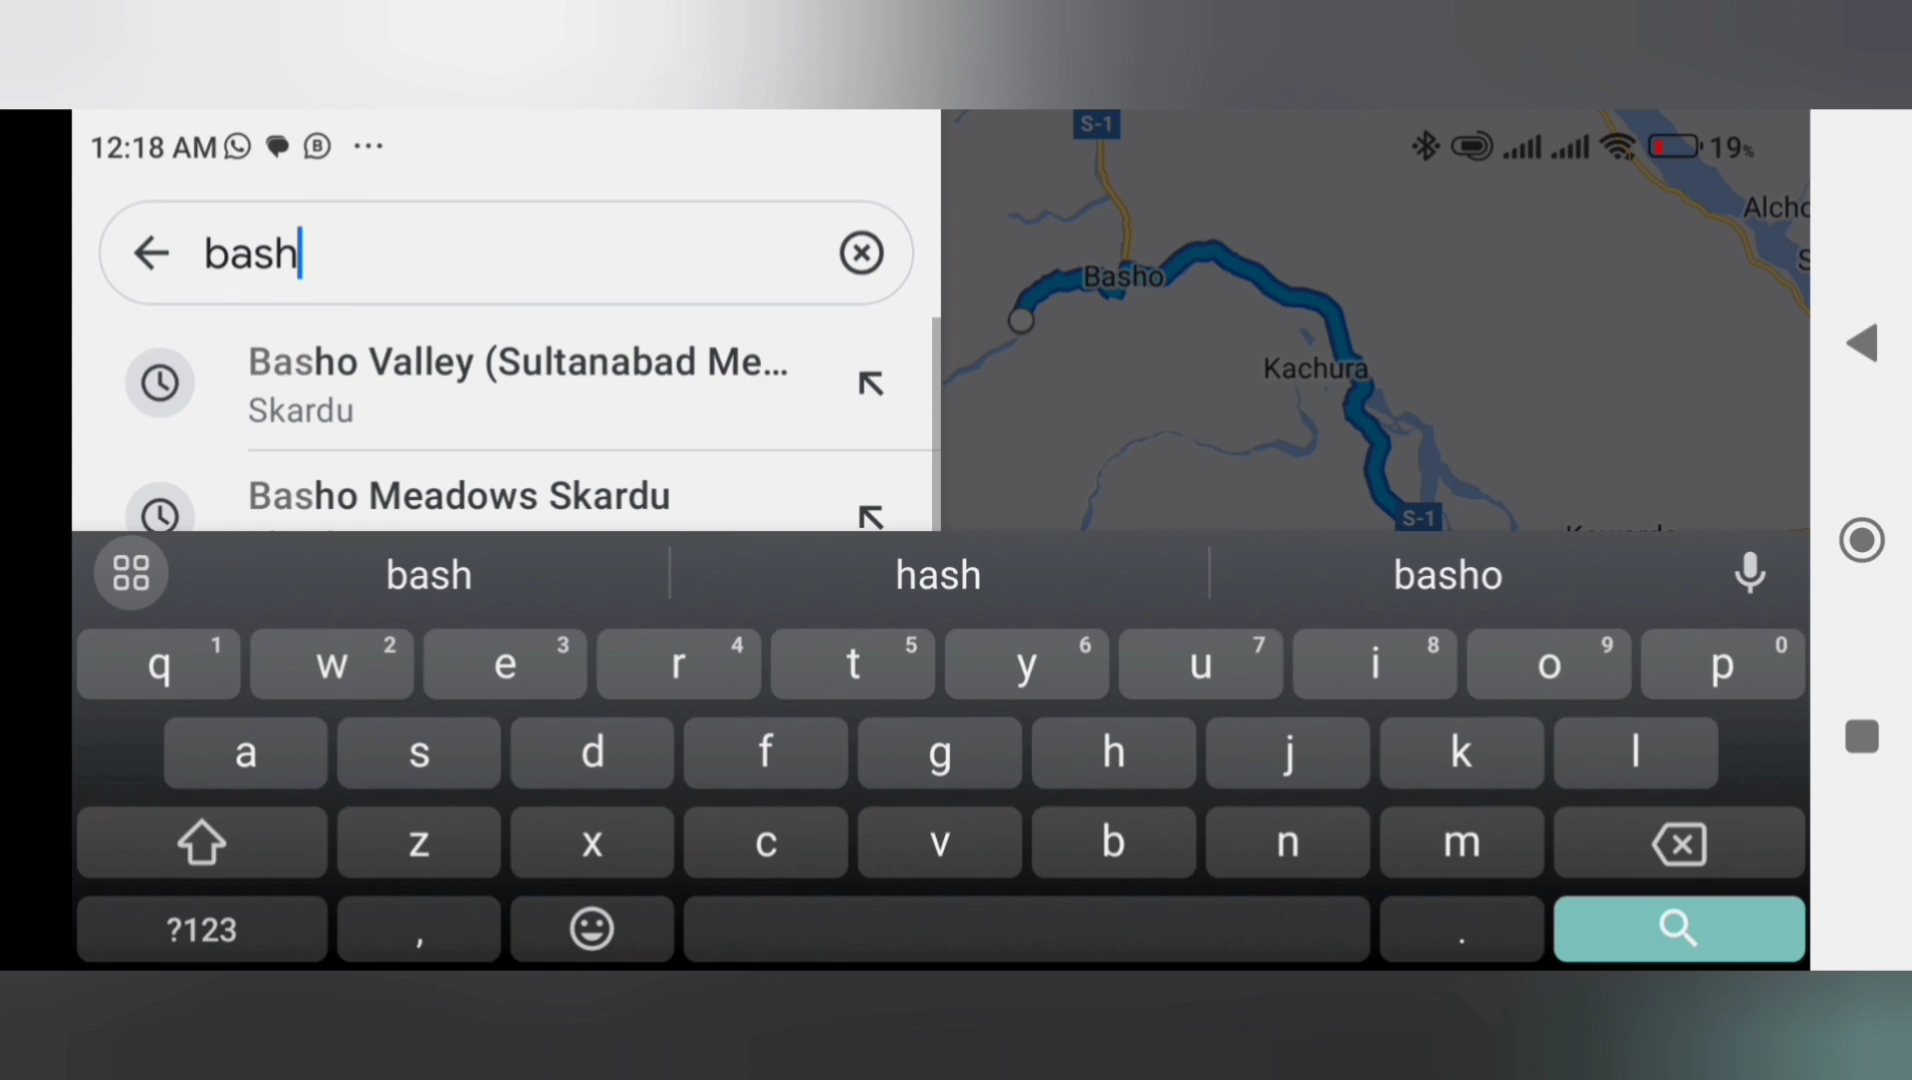 12:18 AM
19%
bash
Basho Valley (Sultanabad Me...
Skardu
Basho Meadows Skardu
S-1
Alcho
S
Basho
Kachura
S-1
bash hash basho
q 1 w 2 e 3 r 4 t 5 y 6 u 7 i 8 o 9 p 0
a s d f g h j k l
z x c v b n m
?123 , .